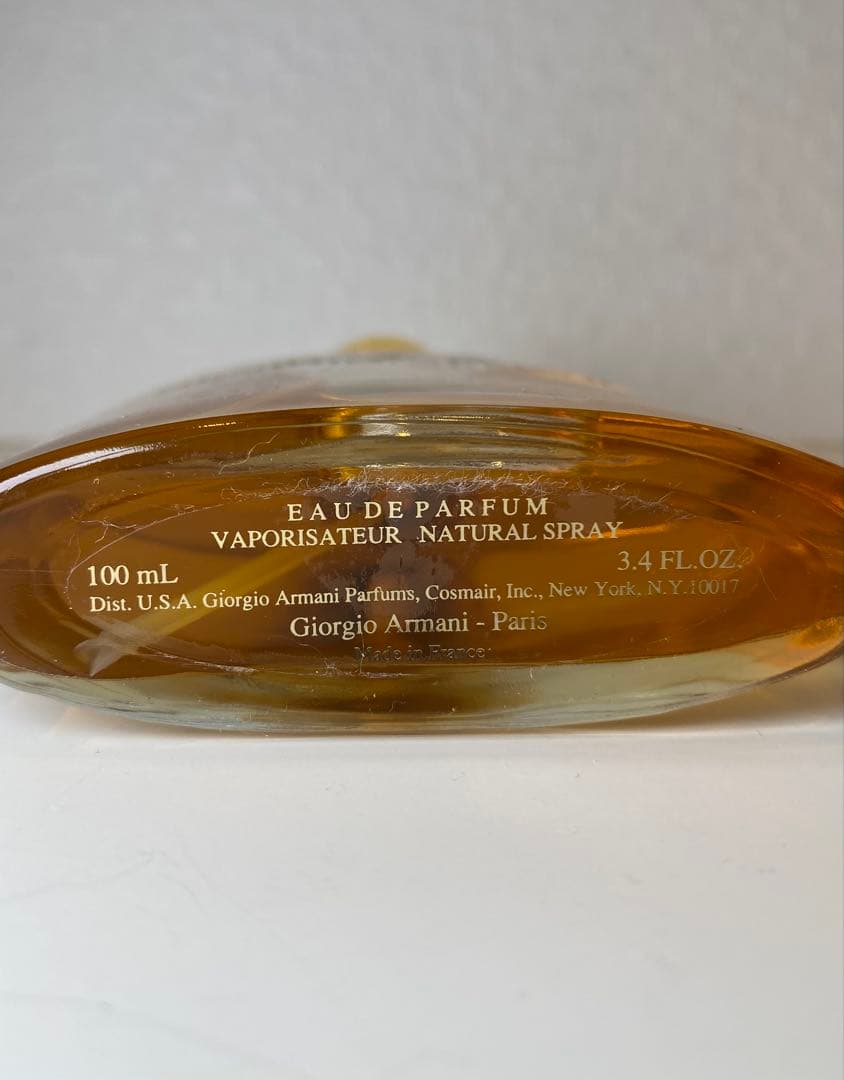 EAU DE PARFUM
VAPORISATEUR NATURAL SPRAY
100 mL 3.4 FL.OZ.
Dist. U.S.A. Giorgio Armani Parfums, Cosmair, Inc., New York, N.Y.10017
Giorgio Armani - Paris
Made in France